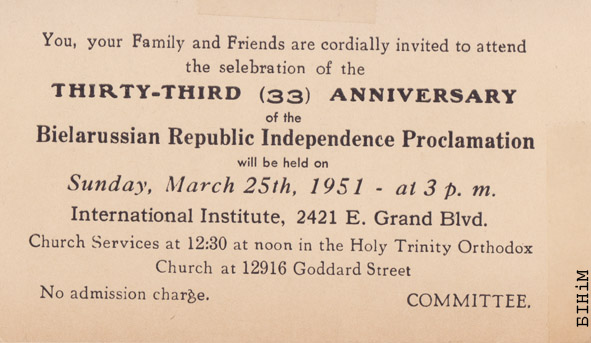 You, your Family and Friends are cordially invited to attend
the selebration of the
THIRTY-THIRD (33) ANNIVERSARY
of the
Bielarussian Republic Independence Proclamation
will be held on
Sunday, March 25th, 1951 - at 3 p. m.
International Institute, 2421 E. Grand Blvd.
Church Services at 12:30 at noon in the Holy Trinity Orthodox
Church at 12916 Goddard Street
No admission charge.
COMMITTEE.
БІНіМ